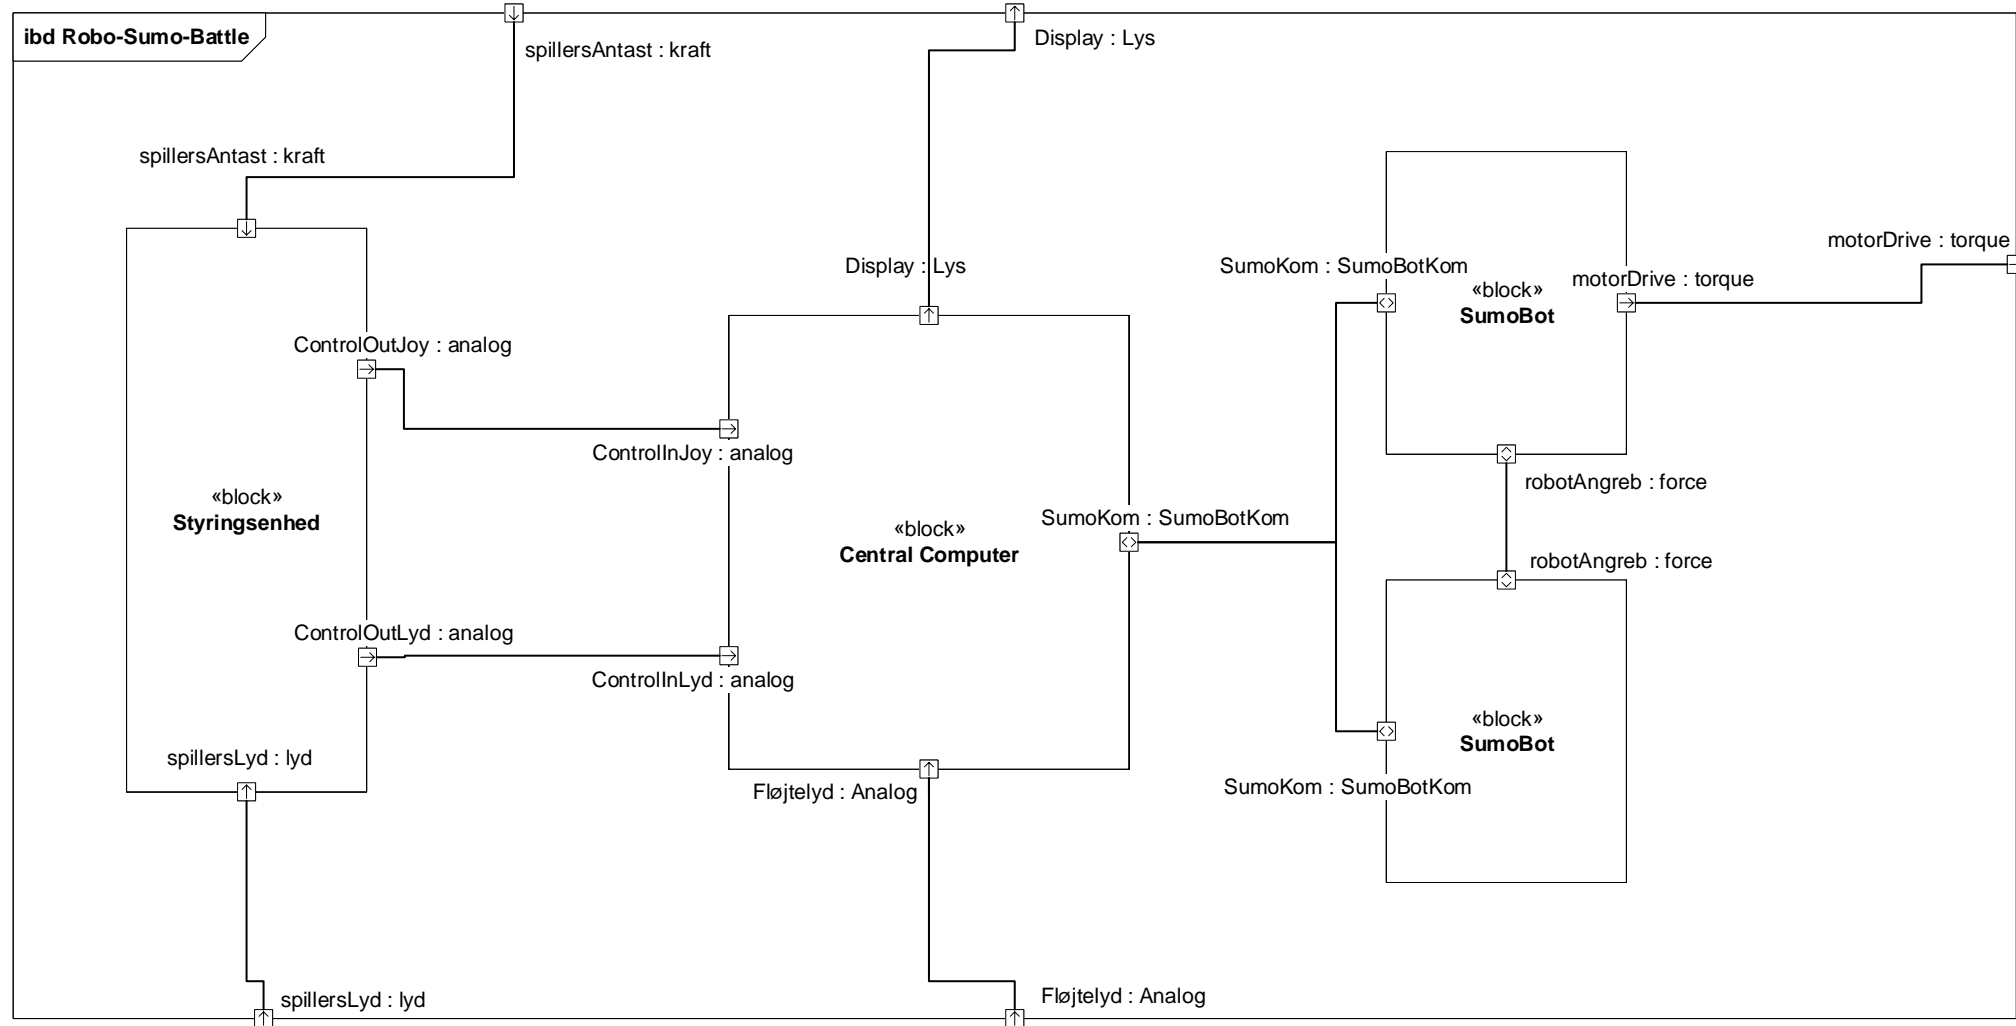 ibd Robo-Sumo-Battle
spillersAntast : kraft
Display : Lys
spillersAntast : kraft
motorDrive : torque
Display : Lys
SumoKom : SumoBotKom
motorDrive : torque
«block»
SumoBot
ControlOutJoy : analog
ControlInJoy : analog
robotAngreb : force
«block»
Styringsenhed
SumoKom : SumoBotKom
«block»
Central Computer
robotAngreb : force
ControlOutLyd : analog
ControlInLyd : analog
«block»
SumoBot
spillersLyd : lyd
Fløjtelyd : Analog
SumoKom : SumoBotKom
spillersLyd : lyd
Fløjtelyd : Analog